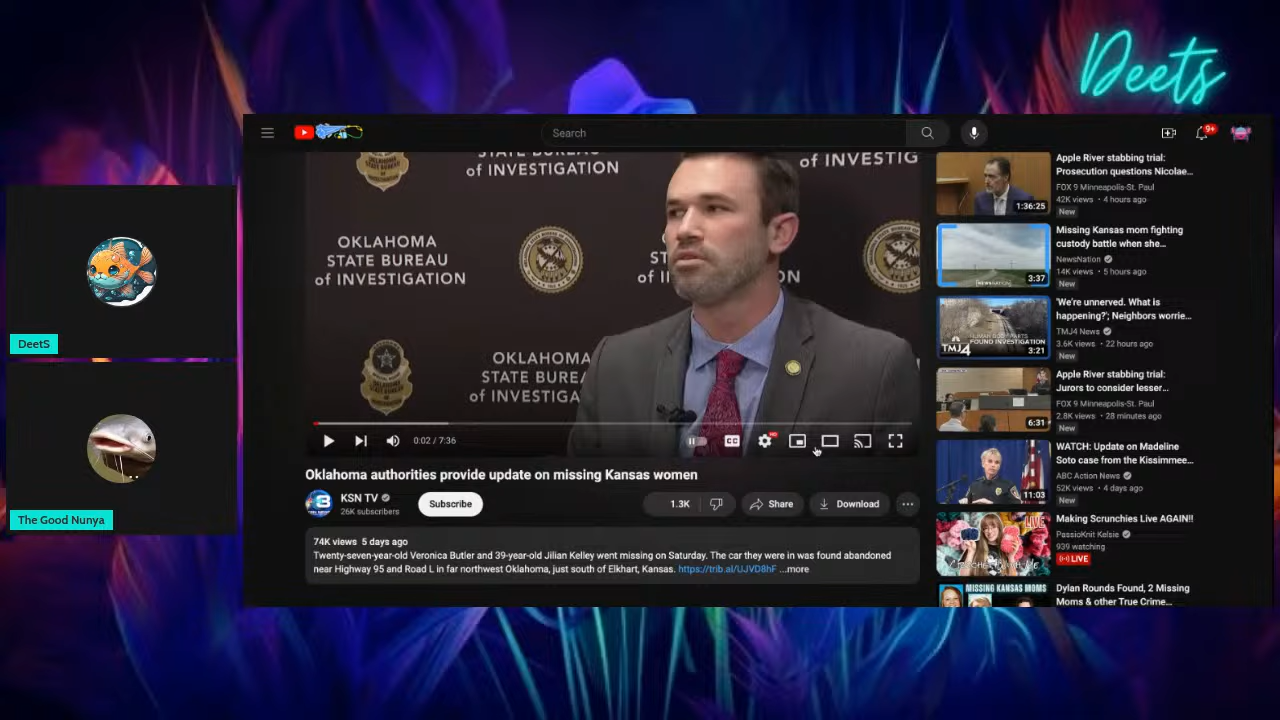 Deets
Search
9+
STATE BUREAU
of INVESTIGATION
of INVESTIG
OKLAHOMA
STATE BUREAU
of INVESTIGATION
OKLAHOMA
STATE BUREA
of INVESTIGA
0:02 / 7:36
CC
Oklahoma authorities provide update on missing Kansas women
KSN TV
26K subscribers
Subscribe
1.3K
Share
Download
74K views 5 days ago
Twenty-seven-year-old Veronica Butler and 39-year-old Jilian Kelley went missing on Saturday. The car they were in was found abandoned
near Highway 95 and Road L in far northwest Oklahoma, just south of Elkhart, Kansas. https://trib.al/UJVD8hF ...more
Apple River stabbing trial:
Prosecution questions Nicolae...
FOX 9 Minneapolis-St. Paul
42K views • 4 hours ago
New
1:36:25
Missing Kansas mom fighting
custody battle when she...
NewsNation
14K views • 5 hours ago
New
3:37
'We're unnerved. What is
happening?'; Neighbors worrie...
TMJ4 News
3.6K views • 22 hours ago
New
FOUND INVESTIGATION
TMJ4
3:21
Apple River stabbing trial:
Jurors to consider lesser...
FOX 9 Minneapolis-St. Paul
2.8K views • 28 minutes ago
New
6:31
WATCH: Update on Madeline
Soto case from the Kissimmee...
ABC Action News
52K views • 4 days ago
New
11:03
Making Scrunchies Live AGAIN!!
PassioKnit Kelsie
939 watching
LIVE
LIVE
Dylan Rounds Found, 2 Missing
Moms & other True Crime...
MISSING KANSAS MOMS
DeetS
The Good Nunya